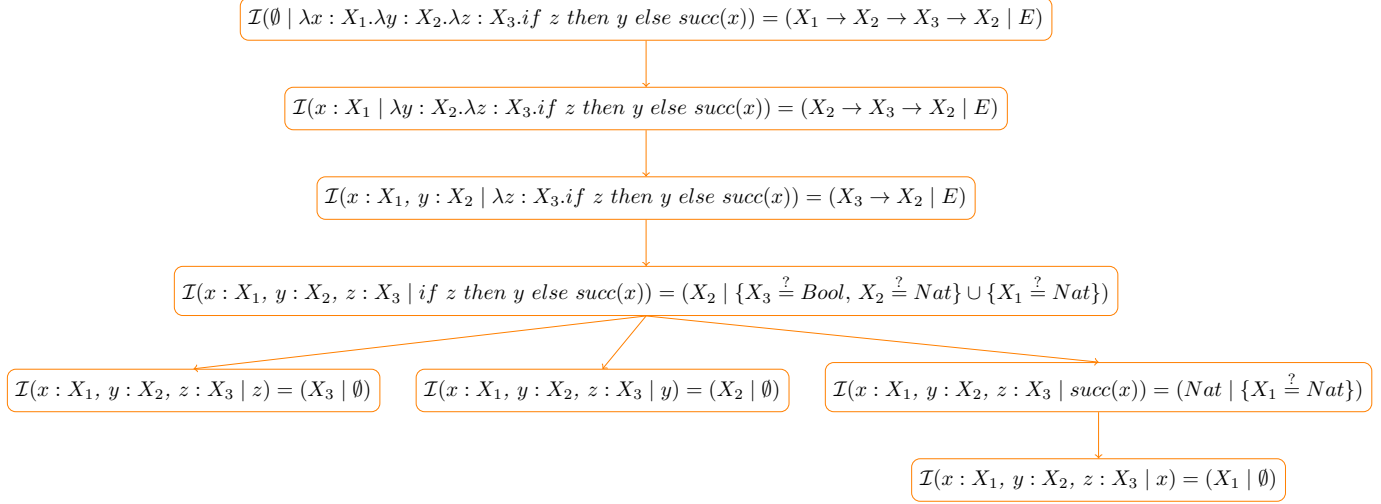 ℐ(∅ | λx : X₁.λy : X₂.λz : X₃.if z then y else succ(x)) = (X₁ → X₂ → X₃ → X₂ | E)
ℐ(x : X₁ | λy : X₂.λz : X₃.if z then y else succ(x)) = (X₂ → X₃ → X₂ | E)
ℐ(x : X₁, y : X₂ | λz : X₃.if z then y else succ(x)) = (X₃ → X₂ | E)
ℐ(x : X₁, y : X₂, z : X₃ | if z then y else succ(x)) = (X₂ | {X₃ ≟ Bool, X₂ ≟ Nat} ∪ {X₁ ≟ Nat})
ℐ(x : X₁, y : X₂, z : X₃ | z) = (X₃ | ∅)
ℐ(x : X₁, y : X₂, z : X₃ | y) = (X₂ | ∅)
ℐ(x : X₁, y : X₂, z : X₃ | succ(x)) = (Nat | {X₁ ≟ Nat})
ℐ(x : X₁, y : X₂, z : X₃ | x) = (X₁ | ∅)